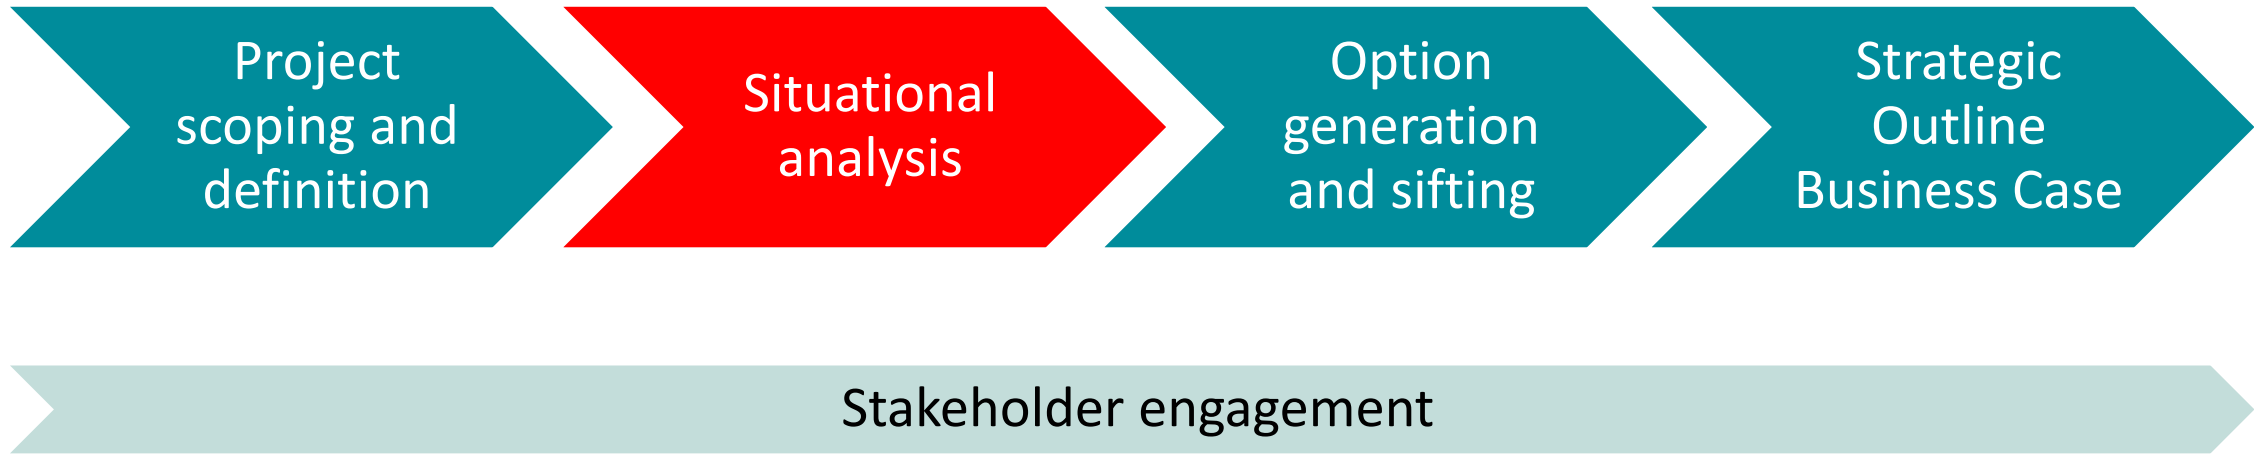 Project
scoping and
definition
Situational
analysis
Option
generation
and sifting
Strategic
Outline
Business Case
Stakeholder engagement